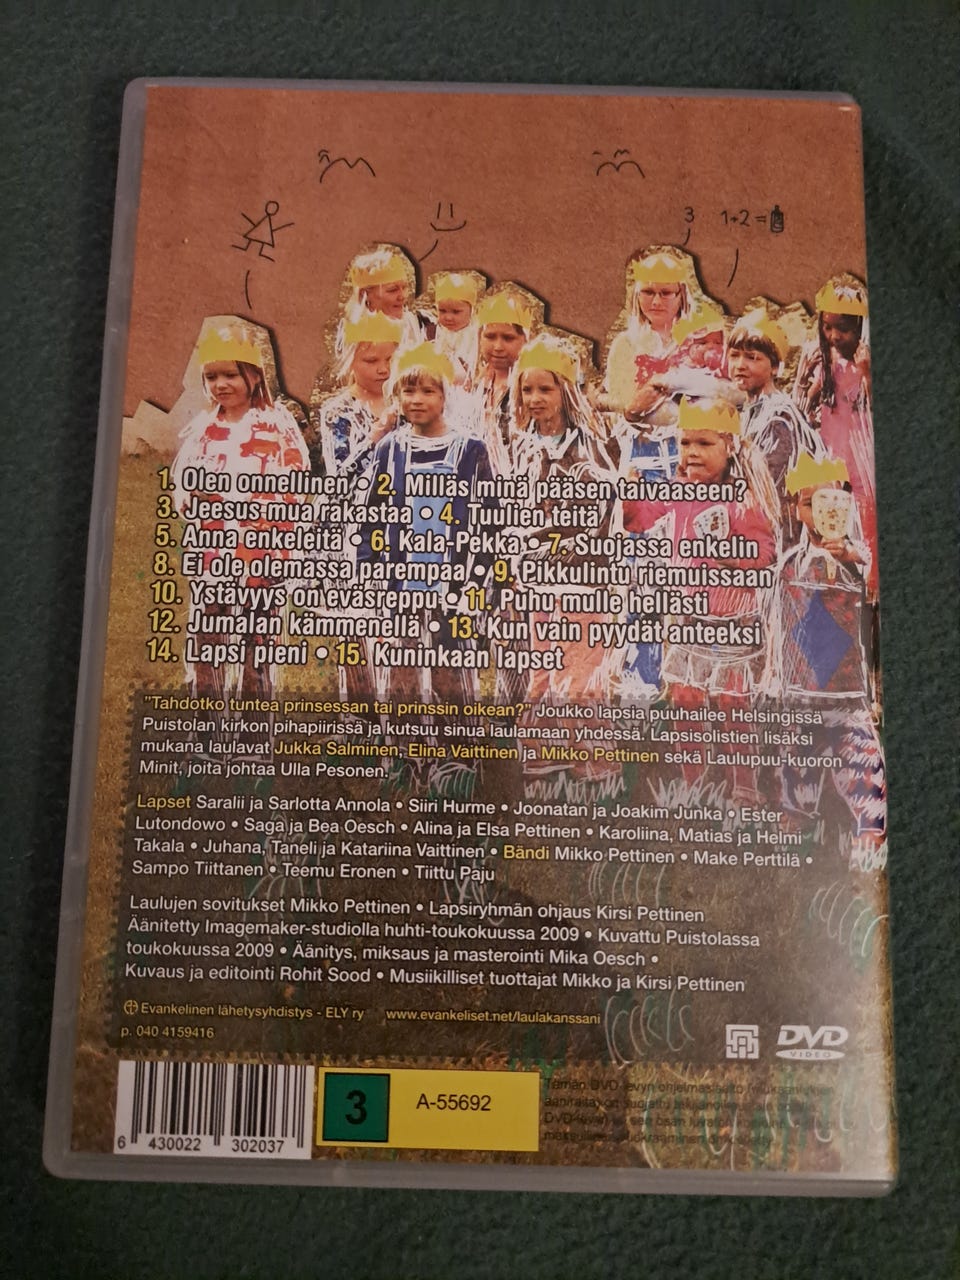 3 1+2=
1. Olen onnellinen • 2. Milläs minä pääsen taivaaseen?
3. Jeesus mua rakastaa • 4. Tuulien teitä
5. Anna enkeleitä • 6. Kala-Pekka • 7. Suojassa enkelin
8. Ei ole olemassa parempaa • 9. Pikkulintu riemuissaan
10. Ystävyys on eväsreppu • 11. Puhu mulle hellästi
12. Jumalan kämmenellä • 13. Kun vain pyydät anteeksi
14. Lapsi pieni • 15. Kuninkaan lapset
"Tahdotko tuntea prinsessan tai prinssin oikean?" Joukko lapsia puuhailee Helsingissä
Puistolan kirkon pihapiirissä ja kutsuu sinua laulamaan yhdessä. Lapsisolistien lisäksi
mukana laulavat Jukka Salminen, Elina Vaittinen ja Mikko Pettinen sekä Laulupuu-kuoron
Minit, joita johtaa Ulla Pesonen.
Lapset Saralii ja Sarlotta Annola • Siiri Hurme • Joonatan ja Joakim Junka • Ester
Lutondowo • Saga ja Bea Oesch • Alina ja Elsa Pettinen • Karoliina, Matias ja Helmi
Takala • Juhana, Taneli ja Katariina Vaittinen • Bändi Mikko Pettinen • Make Perttilä •
Sampo Tiittanen • Teemu Eronen • Tiittu Paju
Laulujen sovitukset Mikko Pettinen • Lapsiryhmän ohjaus Kirsi Pettinen
Äänitetty Imagemaker-studiolla huhti-toukokuussa 2009 • Kuvattu Puistolassa
toukokuussa 2009 • Äänitys, miksaus ja masterointi Mika Oesch •
Kuvaus ja editointi Rohit Sood • Musiikilliset tuottajat Mikko ja Kirsi Pettinen
Evankelinen lähetysyhdistys - ELY ry www.evankeliset.net/laulakanssani
p. 040 4159416
DVD
VIDEO
6 430022 302037
3 A-55692
Tämän DVD-levyn
on suojattu